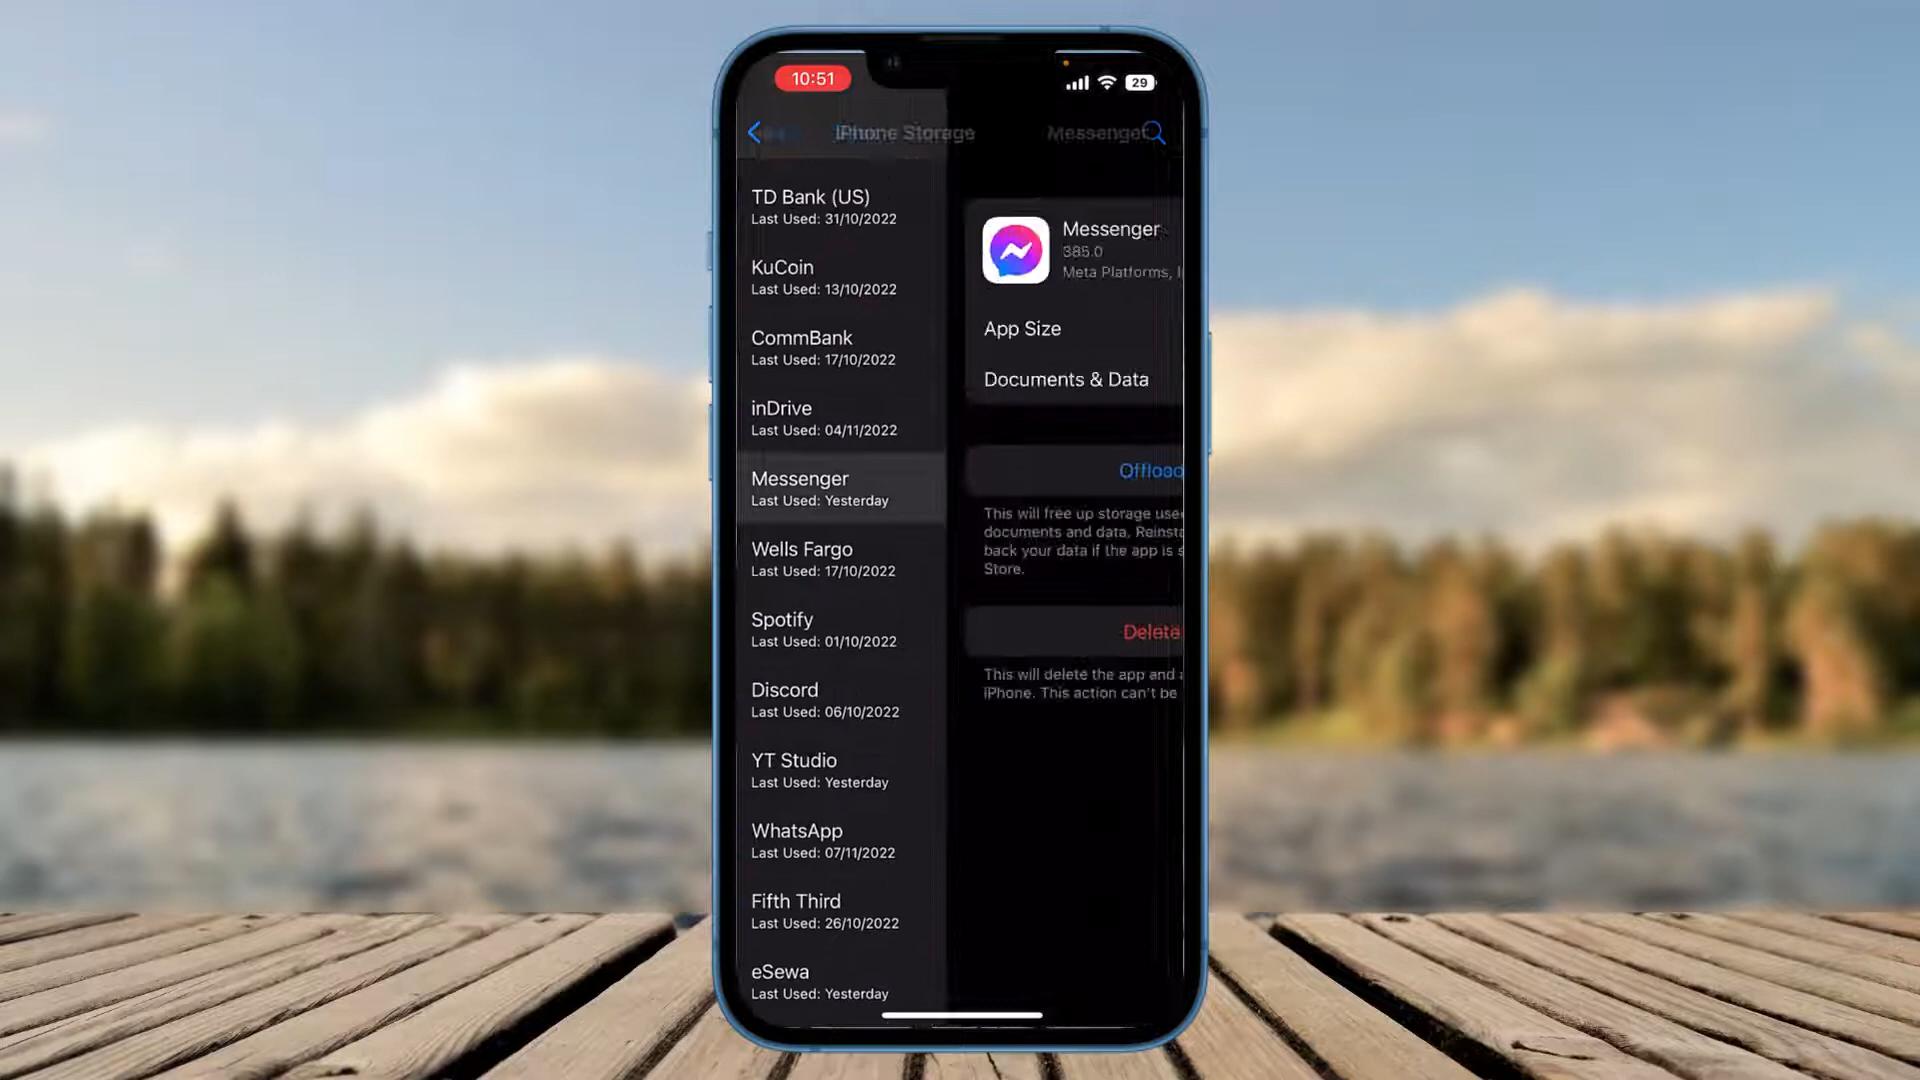 10:51
29
iPhone Storage
Messenger
TD Bank (US)
Last Used: 31/10/2022
KuCoin
Last Used: 13/10/2022
CommBank
Last Used: 17/10/2022
inDrive
Last Used: 04/11/2022
Messenger
Last Used: Yesterday
Wells Fargo
Last Used: 17/10/2022
Spotify
Last Used: 01/10/2022
Discord
Last Used: 06/10/2022
YT Studio
Last Used: Yesterday
WhatsApp
Last Used: 07/11/2022
Fifth Third
Last Used: 26/10/2022
eSewa
Last Used: Yesterday
Messenger
385.0
Meta Platforms,
App Size
Documents & Data
Offload
This will free up storage use
documents and data. Reinsta
back your data if the app is s
Store.
Delete
This will delete the app and
iPhone. This action can't be